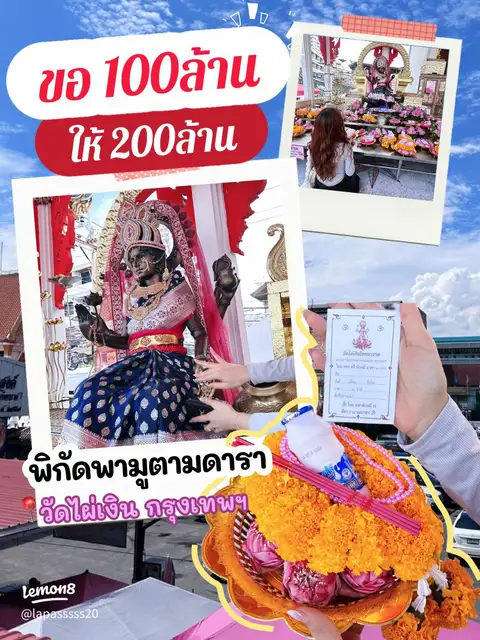 ขอ 100ล้าน
ให้ 200ล้าน
พิกัดพามูตามดารา
วัดไผ่เงิน กรุงเทพฯ
lemon8
@lapasssss20